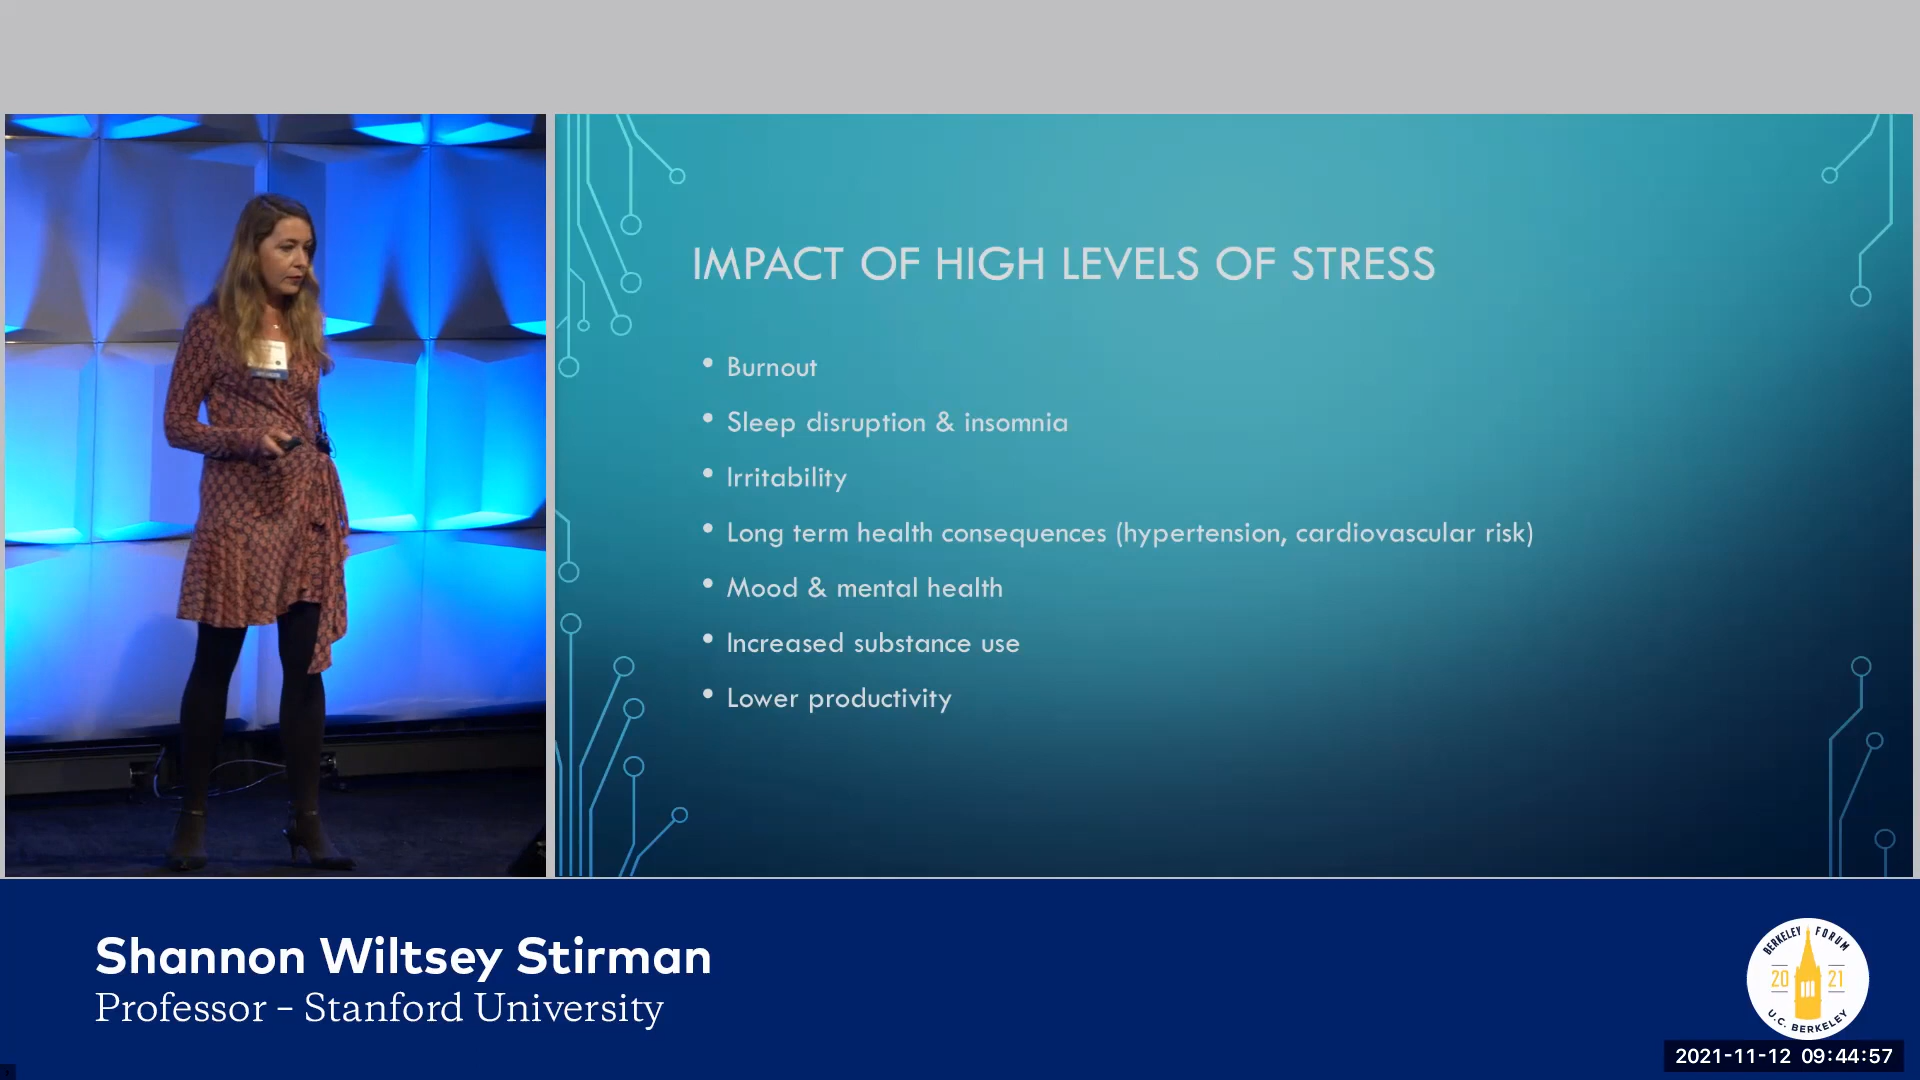 IMPACT OF HIGH LEVELS OF STRESS
• Burnout
• Sleep disruption & insomnia
• Irritability
• Long term health consequences (hypertension, cardiovascular risk)
• Mood & mental health
• Increased substance use
• Lower productivity
Shannon Wiltsey Stirman
Professor – Stanford University
BERKELEY FORUM
20 21
U.C. BERKELEY
2021-11-12 09:44:57